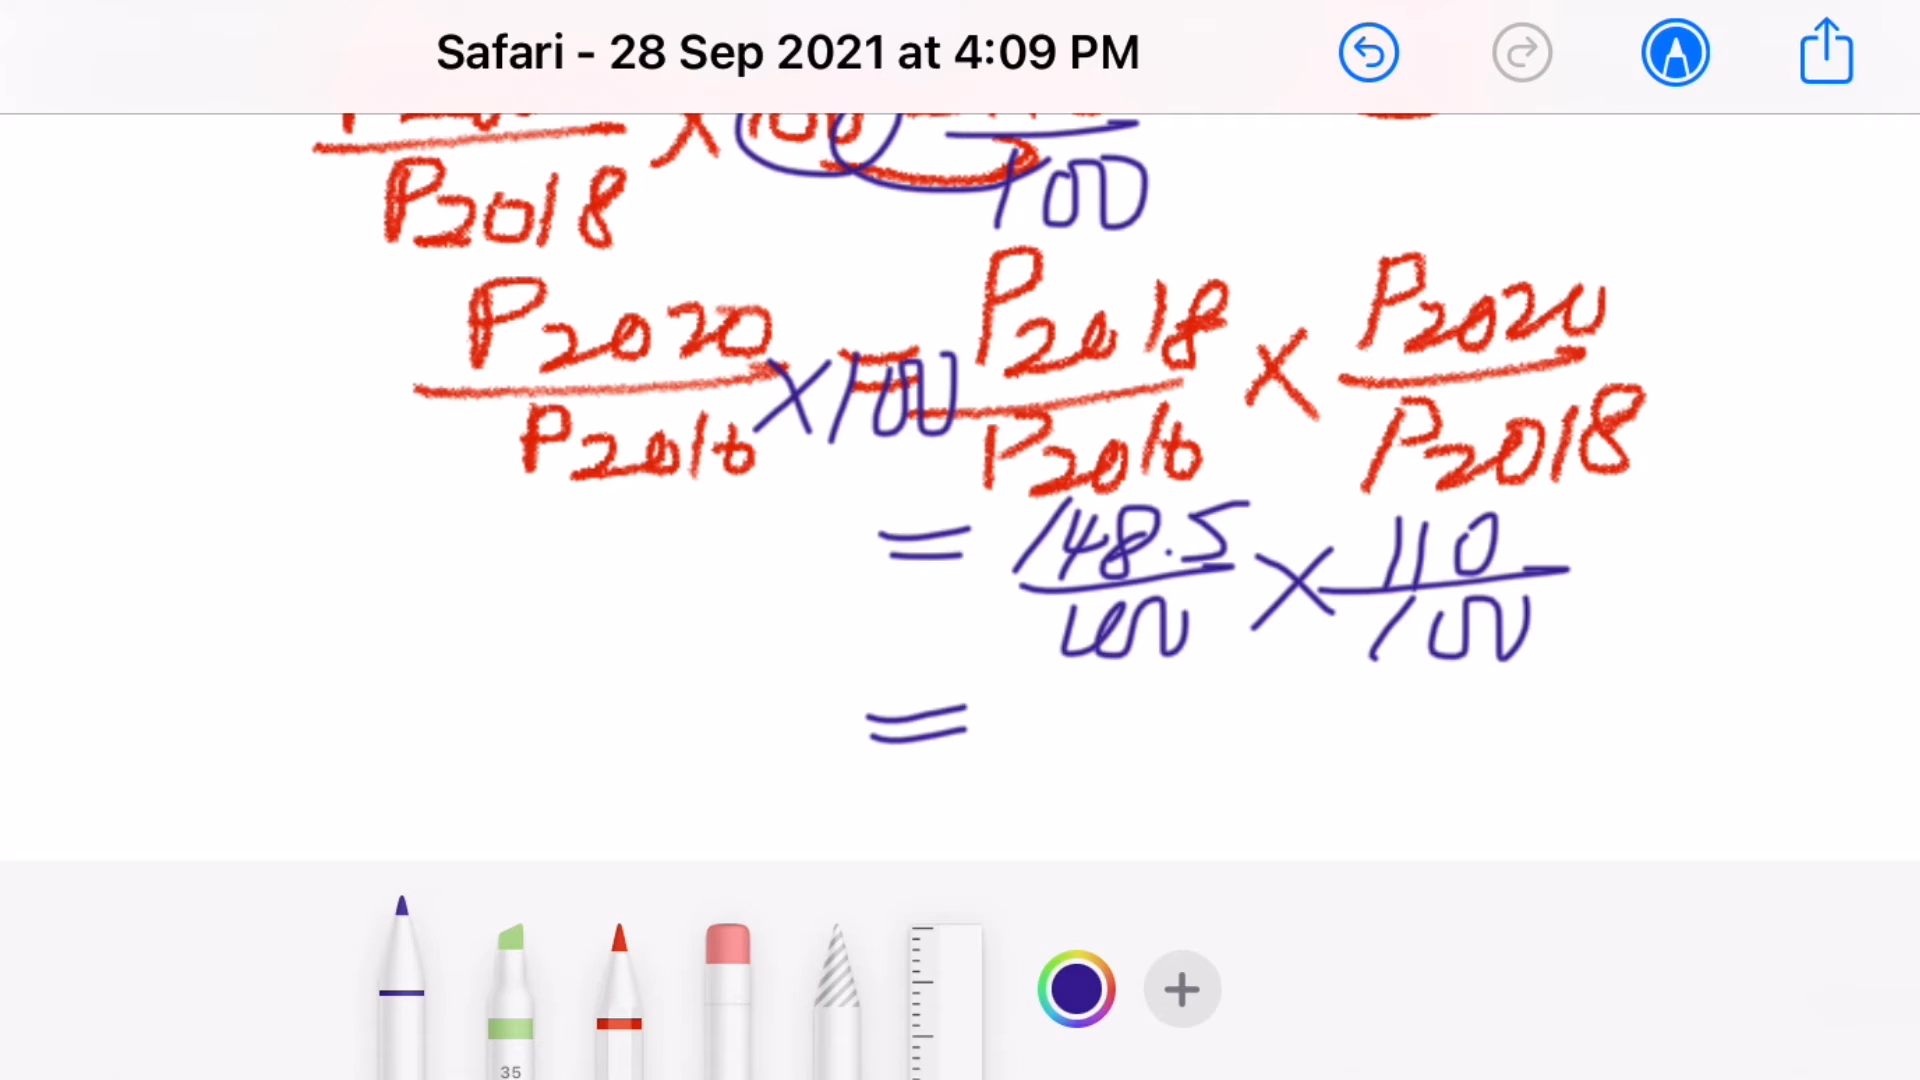 Safari - 28 Sep 2021 at 4:09 PM
P2018 × 100 100
P2020 / P2016 × 100 = P2018 / P2016 × P2020 / P2018
= 148.5 / 100 × 110 / 100
=
35